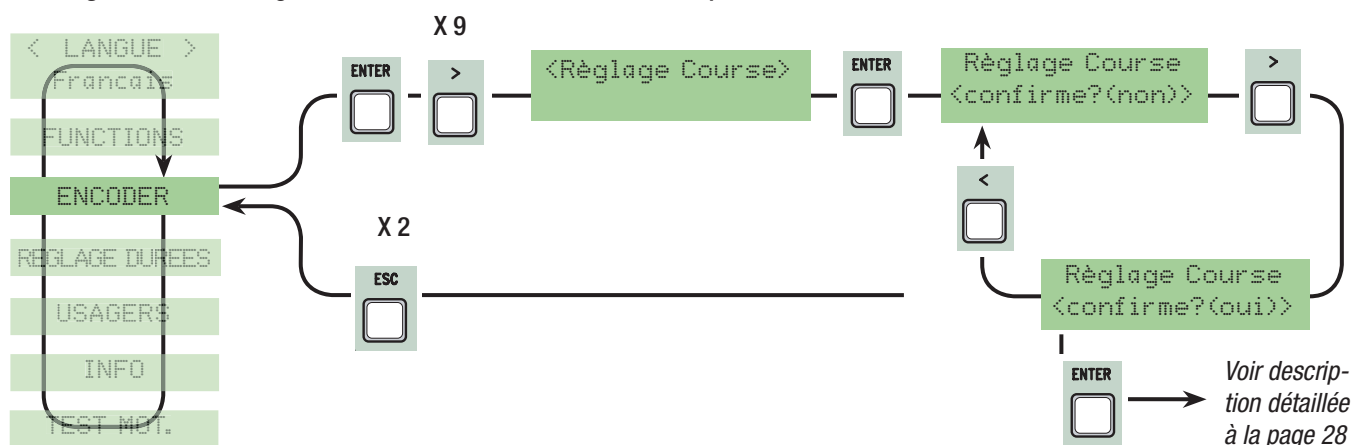 X 9
< LANGUE >
Francais
FUNCTIONS
ENCODER
REGLAGE DUREES
USAGERS
INFO
TEST MOT.
ENTER
>
<Règlage Course>
ENTER
Règlage Course
<confirme?(non)>
>
<
X 2
ESC
Règlage Course
<confirme?(oui)>
ENTER
Voir descrip-
tion détaillée
à la page 28